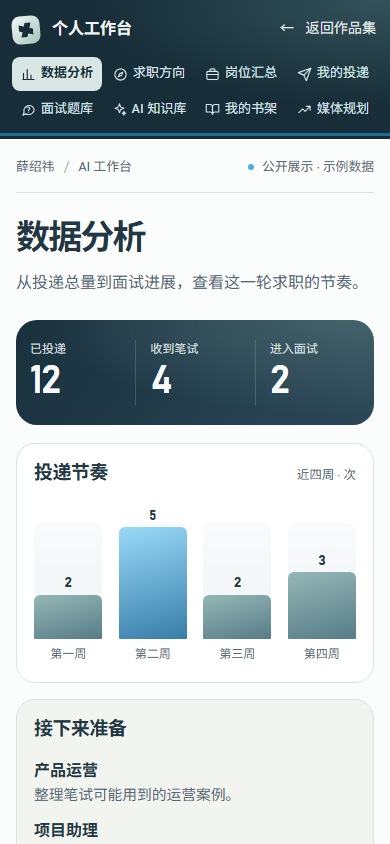 个人工作台
← 返回作品集
数据分析 求职方向 岗位汇总 我的投递
面试题库 AI 知识库 我的书架 媒体规划
薛绍祎 / AI 工作台
公开展示 · 示例数据
数据分析
从投递总量到面试进展，查看这一轮求职的节奏。
已投递 收到笔试 进入面试
12 4 2
投递节奏
近四周 · 次
2 5 2 3
第一周 第二周 第三周 第四周
接下来准备
产品运营
整理笔试可能用到的运营案例。
项目助理